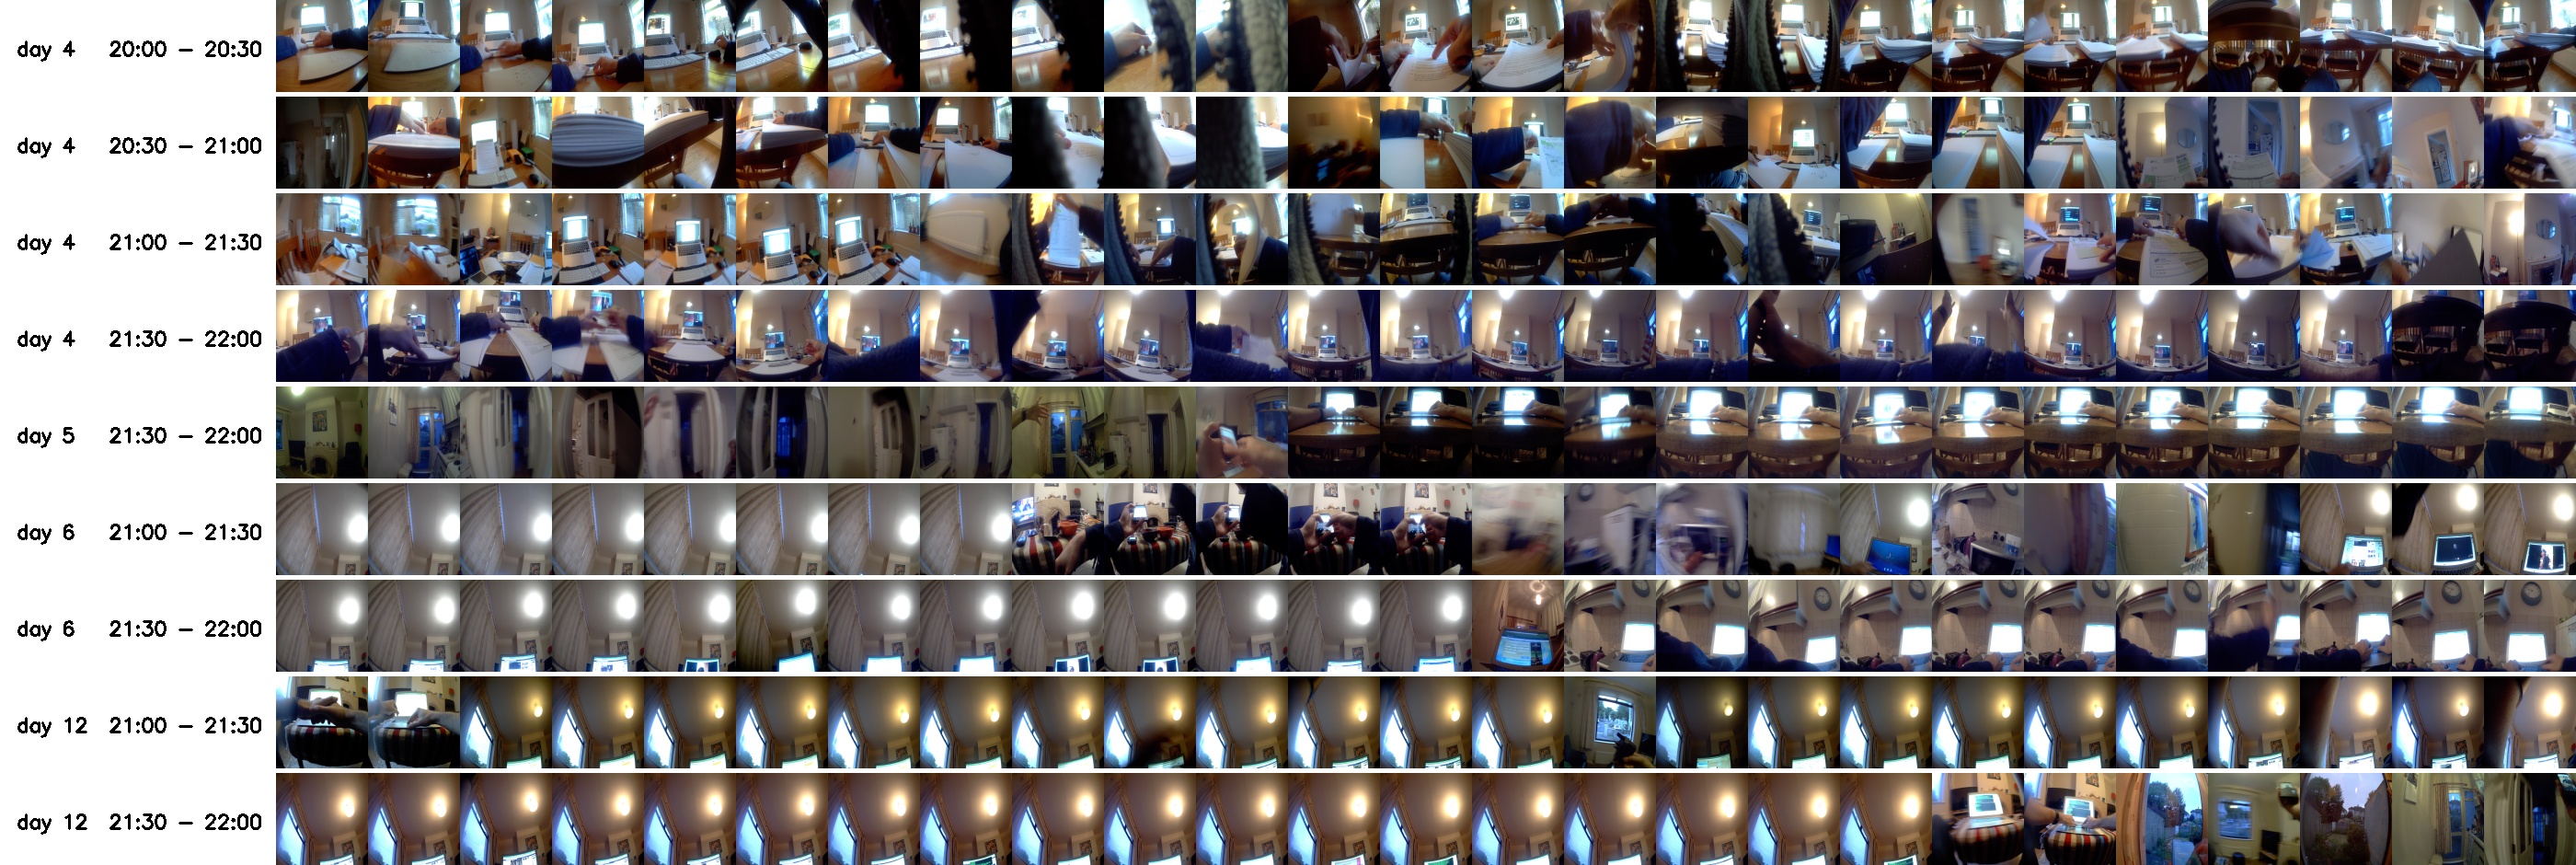 day 4 20:00 - 20:30
day 4 20:30 - 21:00
day 4 21:00 - 21:30
day 4 21:30 - 22:00
day 5 21:30 - 22:00
day 6 21:00 - 21:30
day 6 21:30 - 22:00
day 12 21:00 - 21:30
day 12 21:30 - 22:00